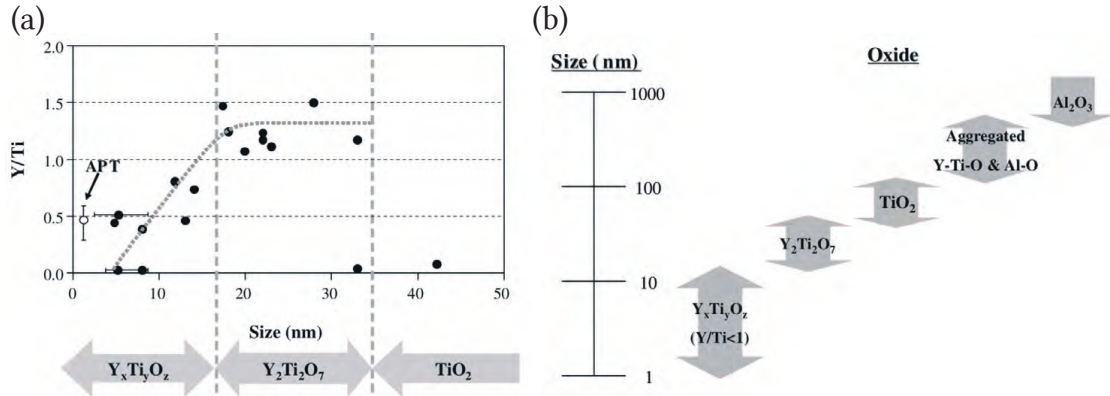 (a)
2.0
1.5
1.0
0.5
0.0
Y/Ti
APT
0 10 20 30 40 50
Size (nm)
YxTiyOz Y2Ti2O7 TiO2
(b)
Size (nm) Oxide
1000
100
10
1
Al2O3
Aggregated
Y-Ti-O & Al-O
TiO2
Y2Ti2O7
YxTiyOz
(Y/Ti<1)